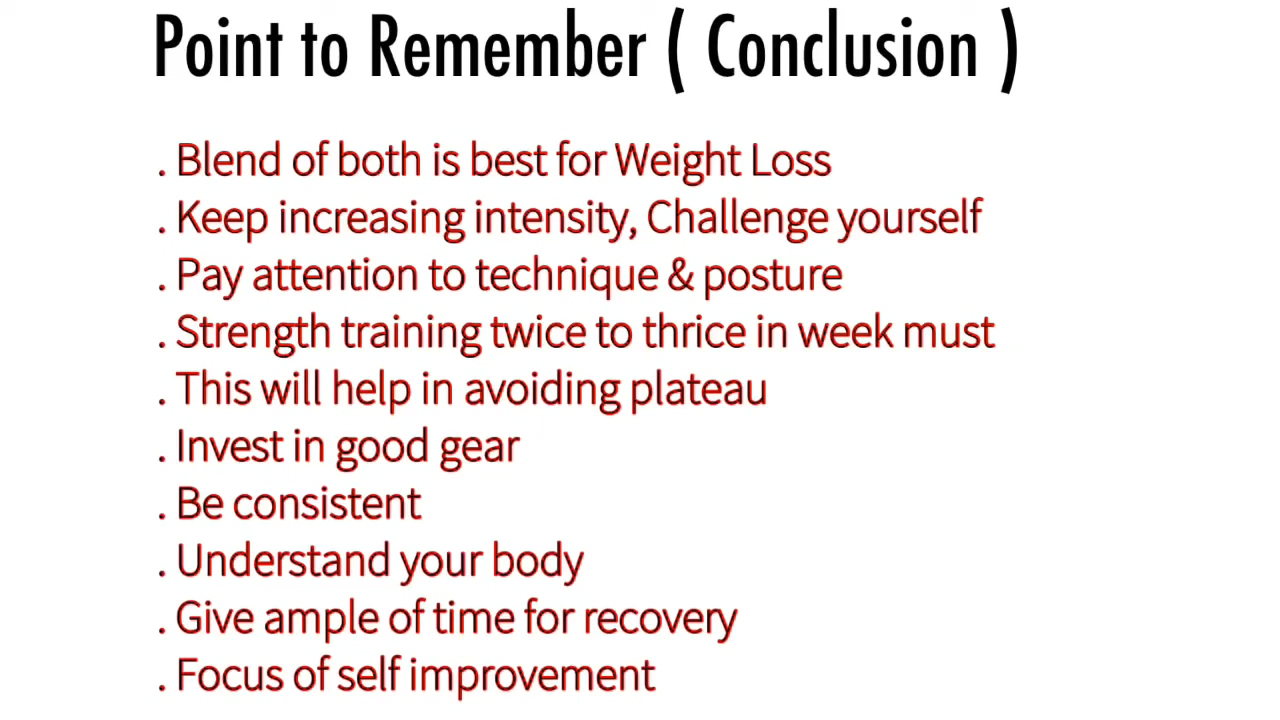 Point to Remember ( Conclusion )
. Blend of both is best for Weight Loss
. Keep increasing intensity, Challenge yourself
. Pay attention to technique & posture
. Strength training twice to thrice in week must
. This will help in avoiding plateau
. Invest in good gear
. Be consistent
. Understand your body
. Give ample of time for recovery
. Focus of self improvement